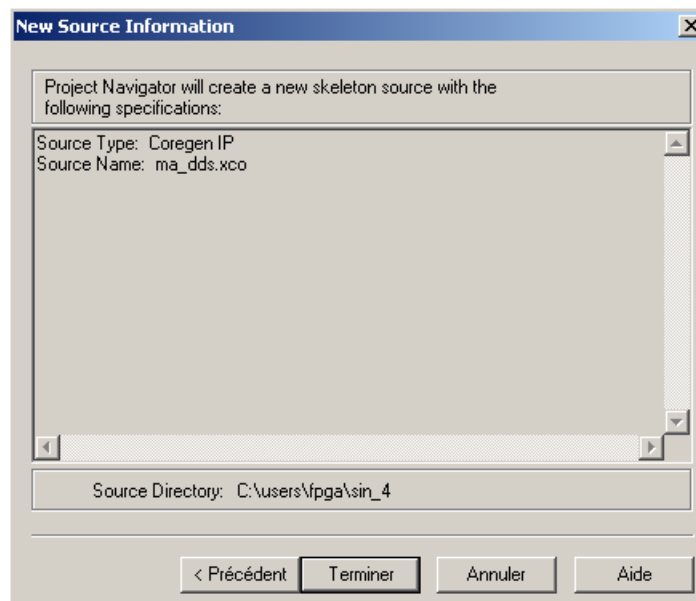 New Source Information
Project Navigator will create a new skeleton source with the
following specifications:
Source Type: Coregen IP
Source Name: ma_dds.xco
Source Directory: C:\users\fpga\sin_4
< Précédent
Terminer
Annuler
Aide